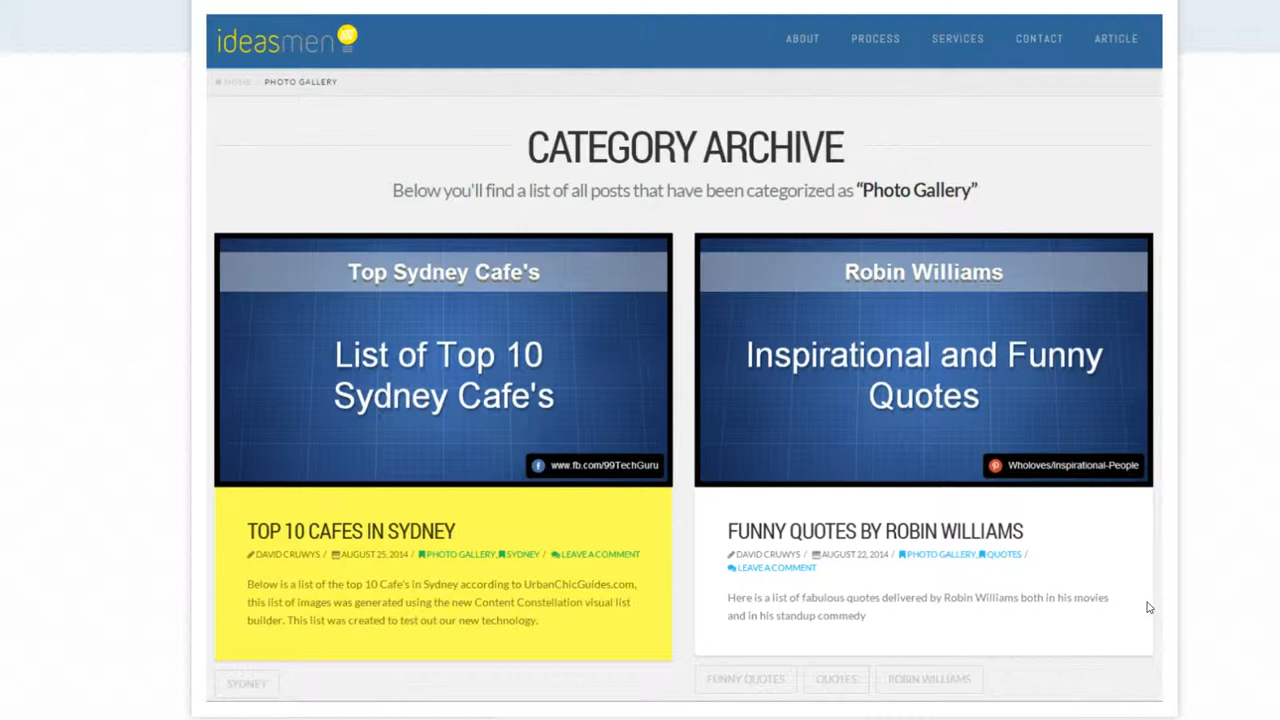 ideasmen
ABOUT PROCESS SERVICES CONTACT ARTICLE
HOME / PHOTO GALLERY
CATEGORY ARCHIVE
Below you'll find a list of all posts that have been categorized as “Photo Gallery”
Top Sydney Cafe's
List of Top 10
Sydney Cafe's
www.fb.com/99TechGuru
TOP 10 CAFES IN SYDNEY
DAVID CRUWYS / AUGUST 25, 2014 / PHOTO GALLERY, SYDNEY / LEAVE A COMMENT
Below is a list of the top 10 Cafe's in Sydney according to UrbanChicGuides.com,
this list of images was generated using the new Content Constellation visual list
builder. This list was created to test out our new technology.
SYDNEY
Robin Williams
Inspirational and Funny
Quotes
Wholoves/Inspirational-People
FUNNY QUOTES BY ROBIN WILLIAMS
DAVID CRUWYS / AUGUST 22, 2014 / PHOTO GALLERY, QUOTES /
LEAVE A COMMENT
Here is a list of fabulous quotes delivered by Robin Williams both in his movies
and in his standup commedy
FUNNY QUOTES QUOTES ROBIN WILLIAMS